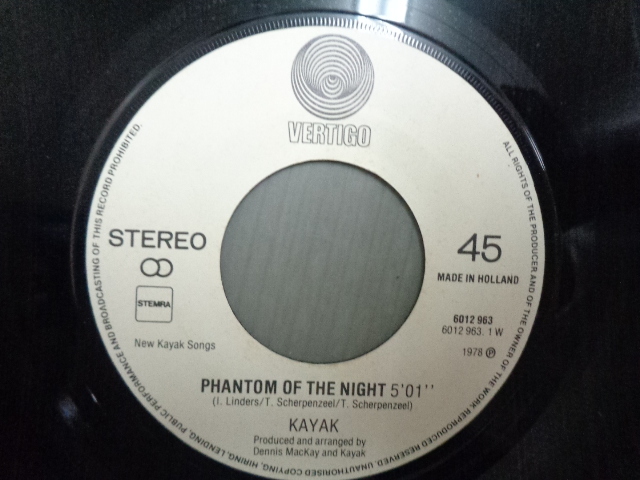 VERTIGO
STEREO
STEMRA
New Kayak Songs
45
MADE IN HOLLAND
6012 963
6012 963. 1 W
1978 ℗
PHANTOM OF THE NIGHT 5'01''
(I. Linders/T. Scherpenzeel/T. Scherpenzeel)
KAYAK
Produced and arranged by
Dennis MacKay and Kayak
ALL RIGHTS OF THE PRODUCER AND OF THE OWNER OF THE WORK REPRODUCED RESERVED. UNAUTHORISED COPYING, HIRING, LENDING, PUBLIC PERFORMANCE AND BROADCASTING OF THIS RECORD PROHIBITED.